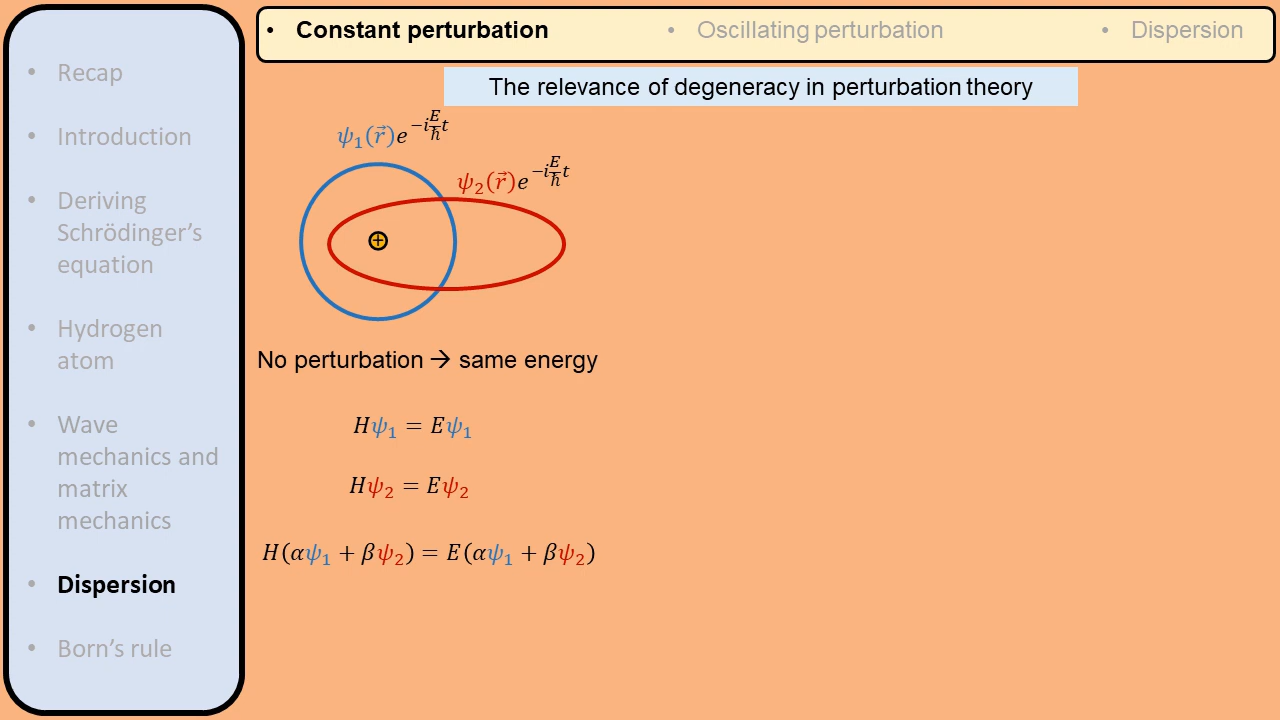 • Constant perturbation • Oscillating perturbation • Dispersion
• Recap
• Introduction
• Deriving
Schrödinger's
equation
• Hydrogen
atom
• Wave
mechanics and
matrix
mechanics
• Dispersion
• Born's rule
The relevance of degeneracy in perturbation theory
ψ₁(r⃗)e^{−i(E/ħ)t}
ψ₂(r⃗)e^{−i(E/ħ)t}
+
No perturbation → same energy
Hψ₁ = Eψ₁
Hψ₂ = Eψ₂
H(αψ₁ + βψ₂) = E(αψ₁ + βψ₂)